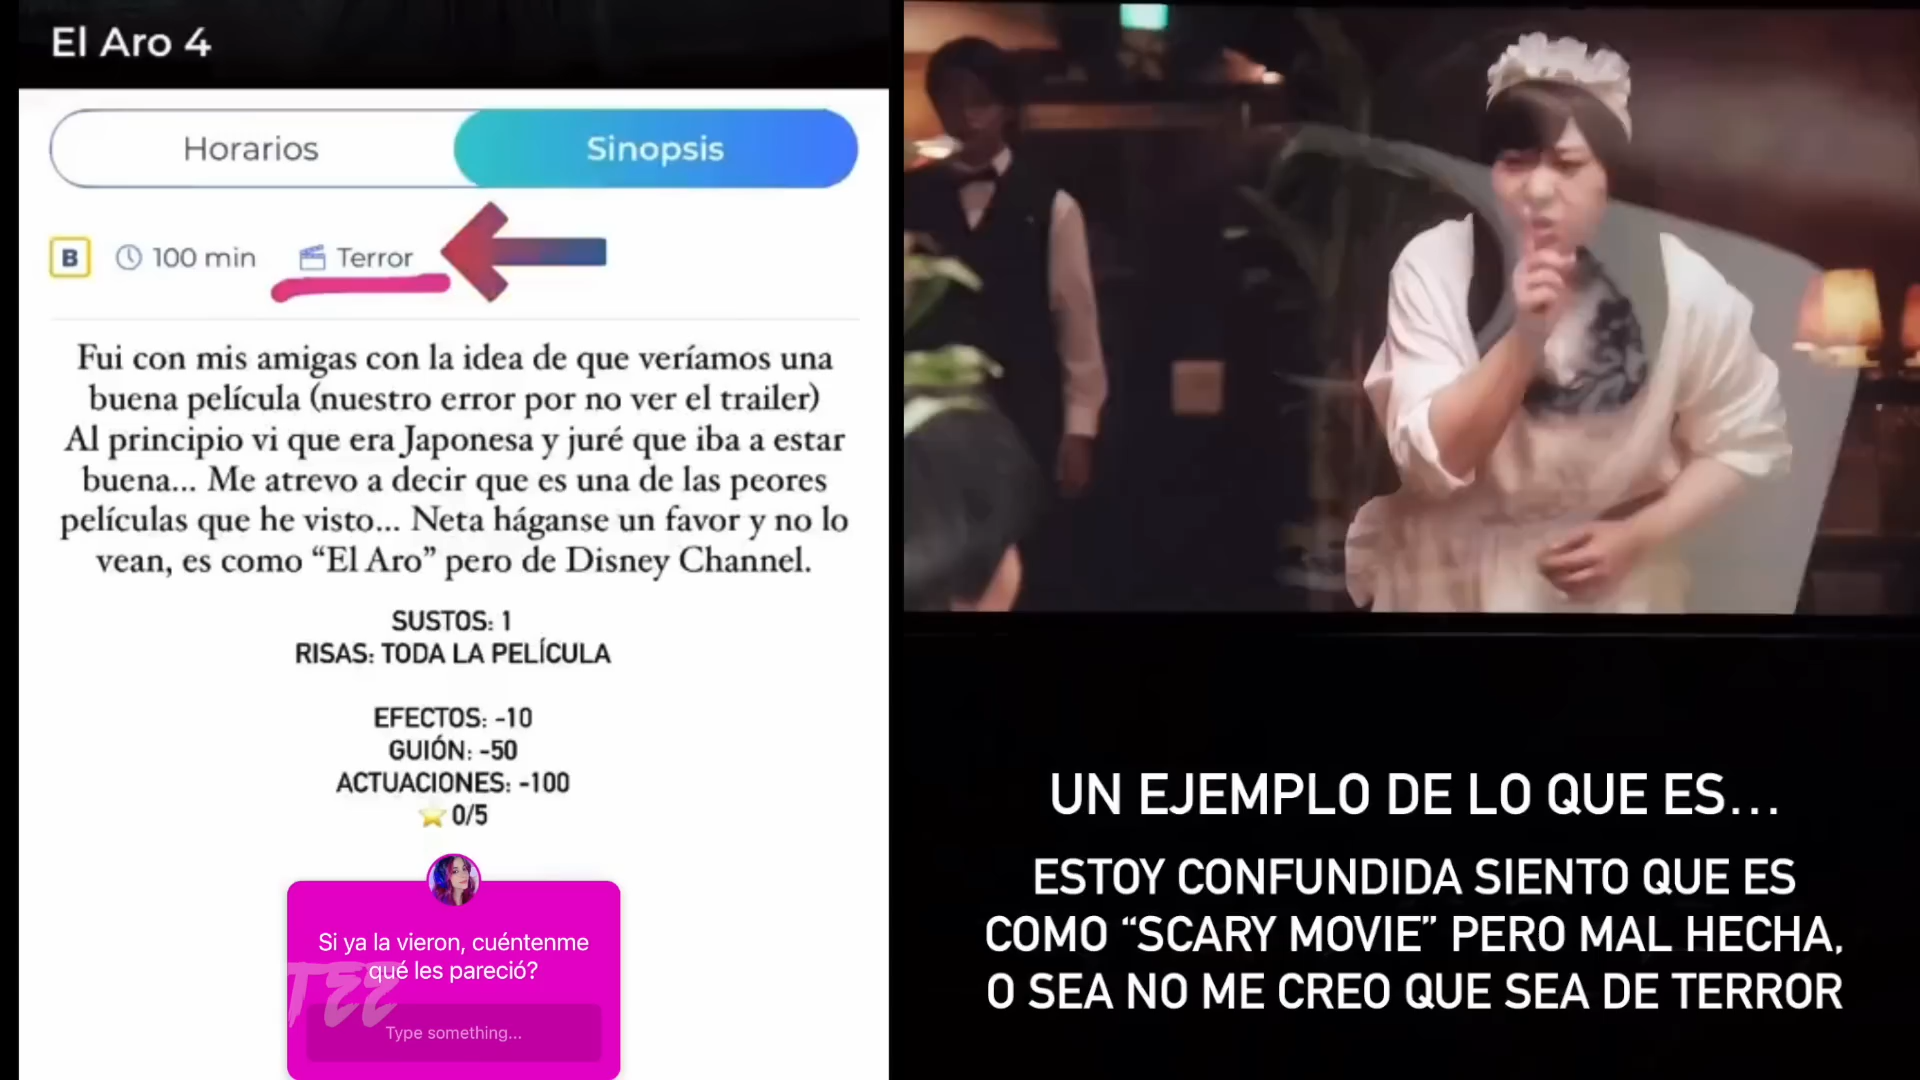 El Aro 4
Horarios
Sinopsis
B 100 min Terror
Fui con mis amigas con la idea de que veríamos una
buena película (nuestro error por no ver el trailer)
Al principio vi que era Japonesa y juré que iba a estar
buena... Me atrevo a decir que es una de las peores
películas que he visto... Neta háganse un favor y no lo
vean, es como “El Aro” pero de Disney Channel.
SUSTOS: 1
RISAS: TODA LA PELÍCULA
EFECTOS: -10
GUIÓN: -50
ACTUACIONES: -100
⭐ 0/5
Si ya la vieron, cuéntenme
qué les pareció?
Type something...
UN EJEMPLO DE LO QUE ES...
ESTOY CONFUNDIDA SIENTO QUE ES
COMO “SCARY MOVIE” PERO MAL HECHA,
O SEA NO ME CREO QUE SEA DE TERROR